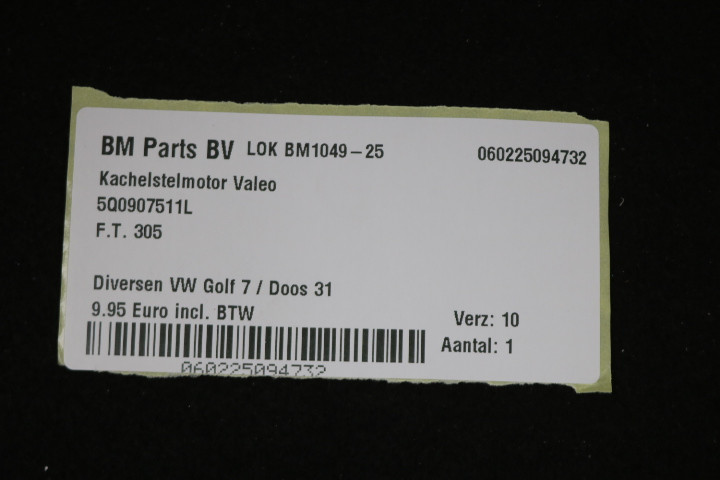 BM Parts BV LOK BM1049-25 060225094732
Kachelstelmotor Valeo
5Q0907511L
F.T. 305
Diversen VW Golf 7 / Doos 31
9.95 Euro incl. BTW
Verz: 10
Aantal: 1
060225094732